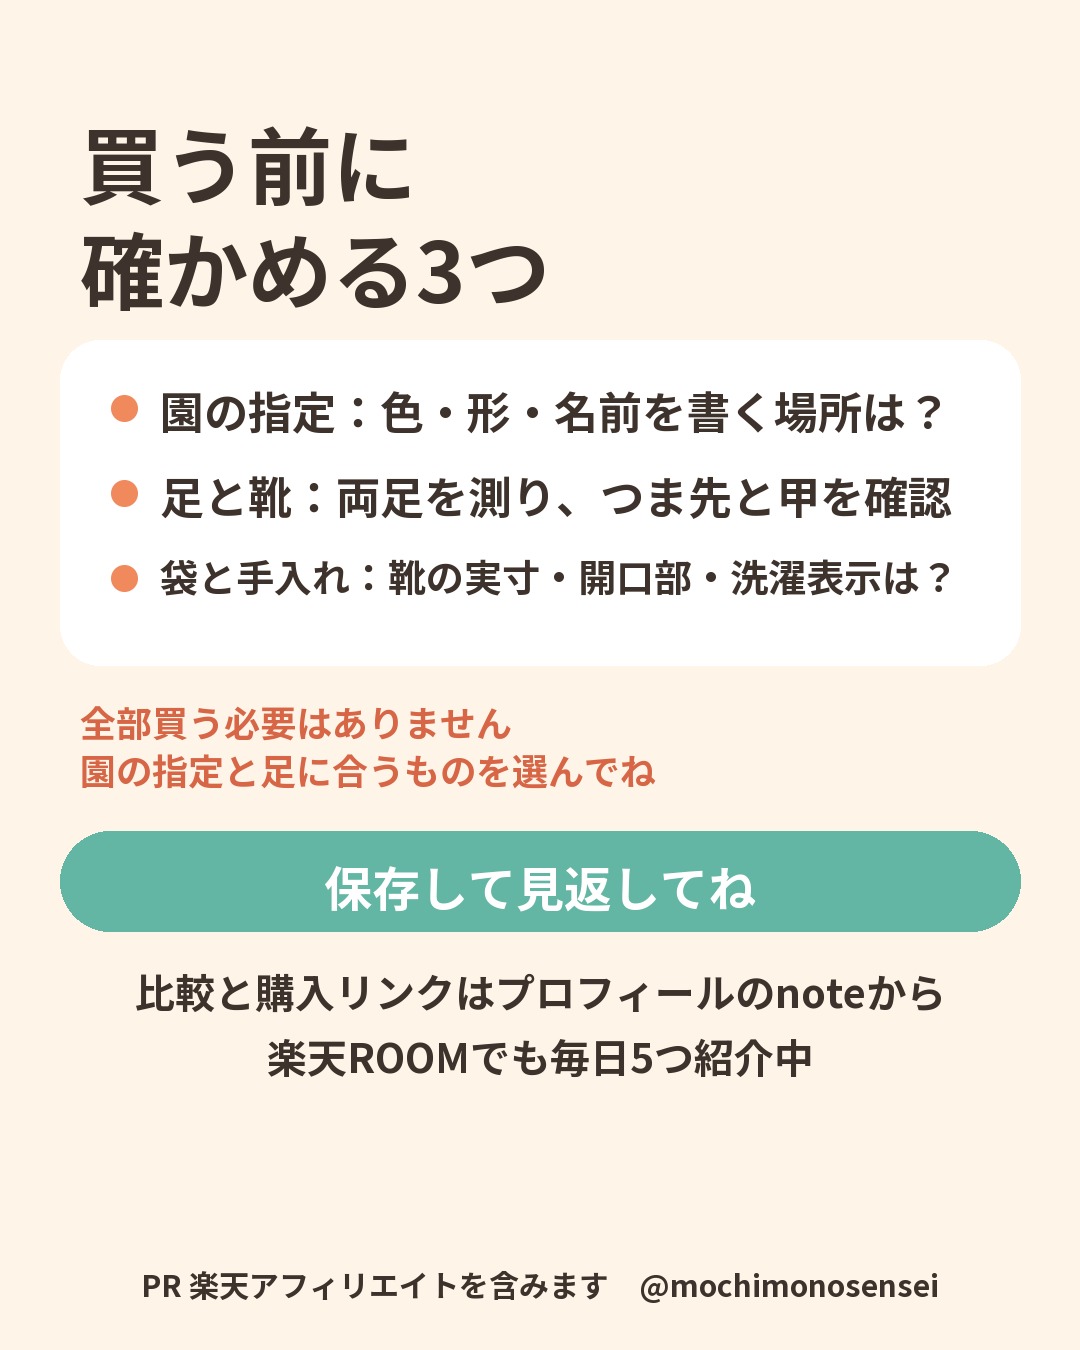 買う前に
確かめる3つ
園の指定：色・形・名前を書く場所は？
足と靴：両足を測り、つま先と甲を確認
袋と手入れ：靴の実寸・開口部・洗濯表示は？
全部買う必要はありません
園の指定と足に合うものを選んでね
保存して見返してね
比較と購入リンクはプロフィールのnoteから
楽天ROOMでも毎日5つ紹介中
PR 楽天アフィリエイトを含みます　@mochimonosensei